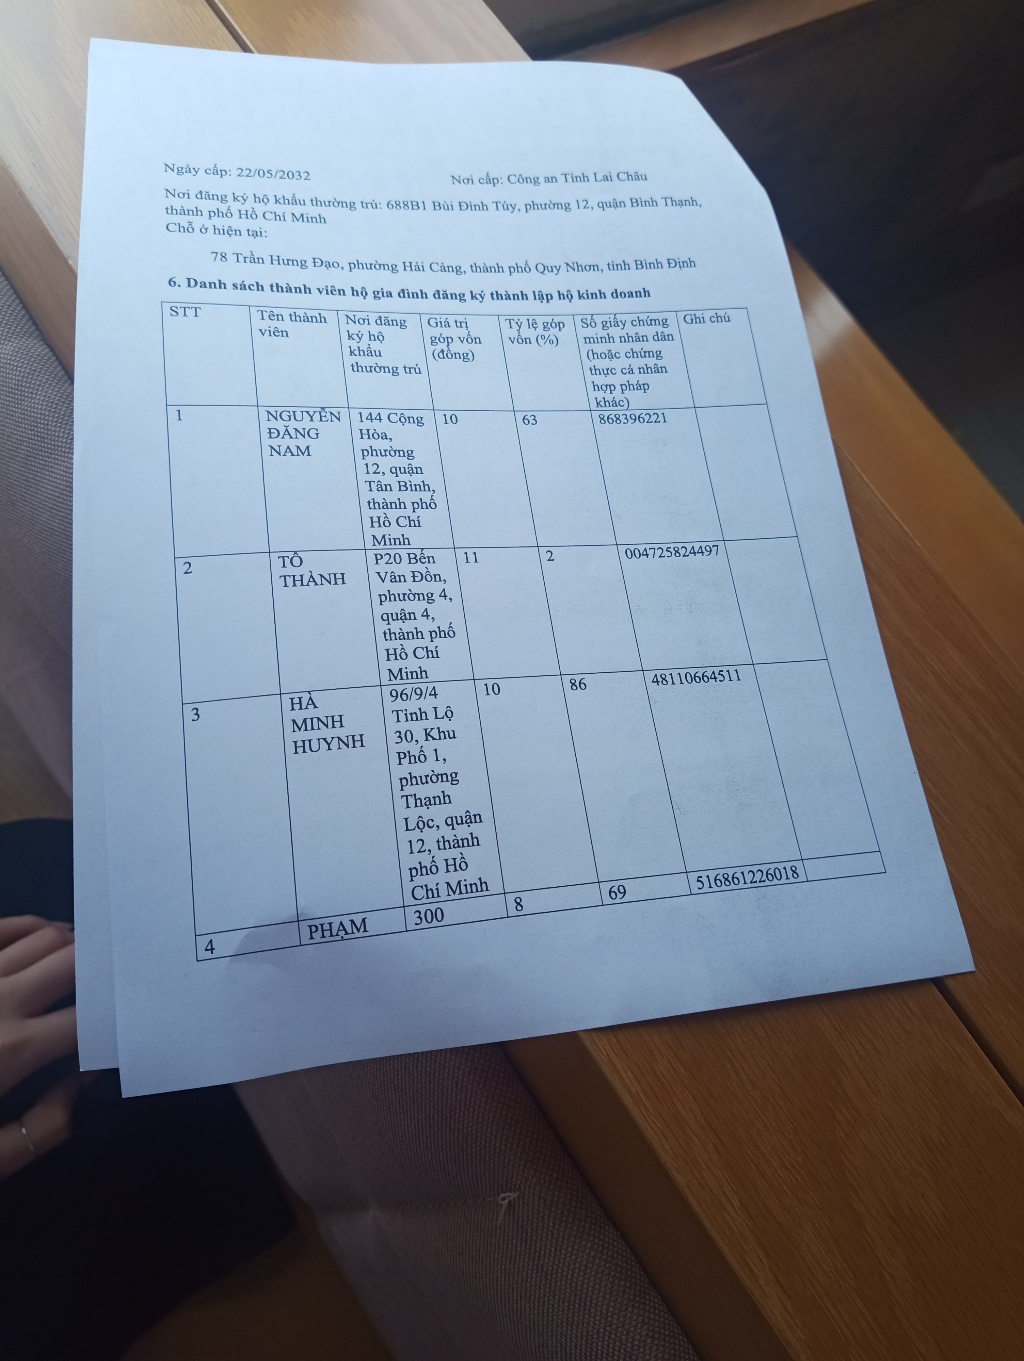 Ngày cấp: 22/05/2032 Nơi cấp: Công an Tỉnh Lai Châu
Nơi đăng ký hộ khẩu thường trú: 688B1 Bùi Đình Túy, phường 12, quận Bình Thạnh,
thành phố Hồ Chí Minh
Chỗ ở hiện tại:
78 Trần Hưng Đạo, phường Hải Cảng, thành phố Quy Nhơn, tỉnh Bình Định
6. Danh sách thành viên hộ gia đình đăng ký thành lập hộ kinh doanh
STT
Tên thành
viên
Nơi đăng
ký hộ
khẩu
thường trú
Giá trị
góp vốn
(đồng)
Tỷ lệ góp
vốn (%)
Số giấy chứng
minh nhân dân
(hoặc chứng
thực cá nhân
hợp pháp
khác)
Ghi chú
1
NGUYỄN
ĐĂNG
NAM
144 Cộng
Hòa,
phường
12, quận
Tân Bình,
thành phố
Hồ Chí
Minh
10
63
868396221
2
TÔ
THÀNH
P20 Bến
Vân Đồn,
phường 4,
quận 4,
thành phố
Hồ Chí
Minh
11
2
004725824497
3
HÀ
MINH
HUYNH
96/9/4
Tỉnh Lộ
30, Khu
Phố 1,
phường
Thạnh
Lộc, quận
12, thành
phố Hồ
Chí Minh
10
86
48110664511
4
PHẠM
300
8
69
516861226018